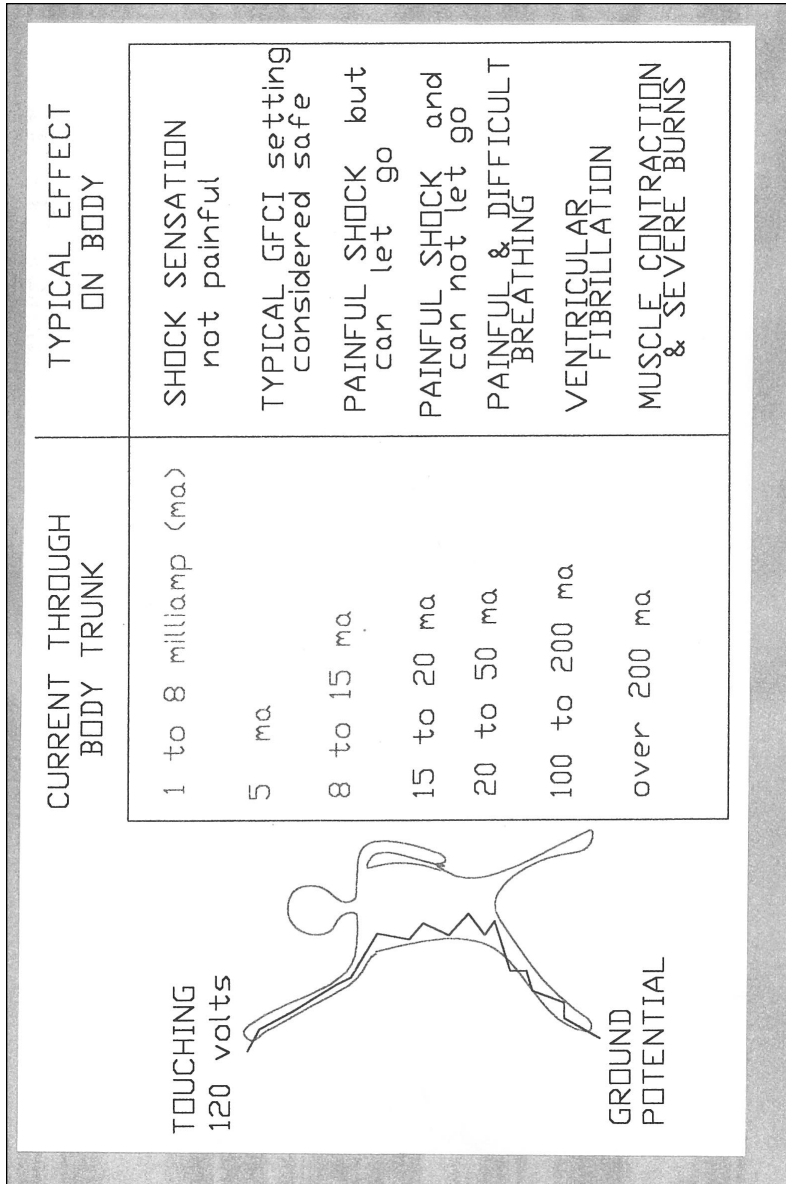 CURRENT THROUGH
BODY TRUNK
TYPICAL EFFECT
ON BODY
TOUCHING
120 volts
1 to 8 milliamp (ma)
SHOCK SENSATION
not painful
5 ma
TYPICAL GFCI setting
considered safe
8 to 15 ma
PAINFUL SHOCK but
can let go
15 to 20 ma
PAINFUL SHOCK and
can not let go
20 to 50 ma
PAINFUL & DIFFICULT
BREATHING
100 to 200 ma
VENTRICULAR
FIBRILLATION
over 200 ma
MUSCLE CONTRACTION
& SEVERE BURNS
GROUND
POTENTIAL